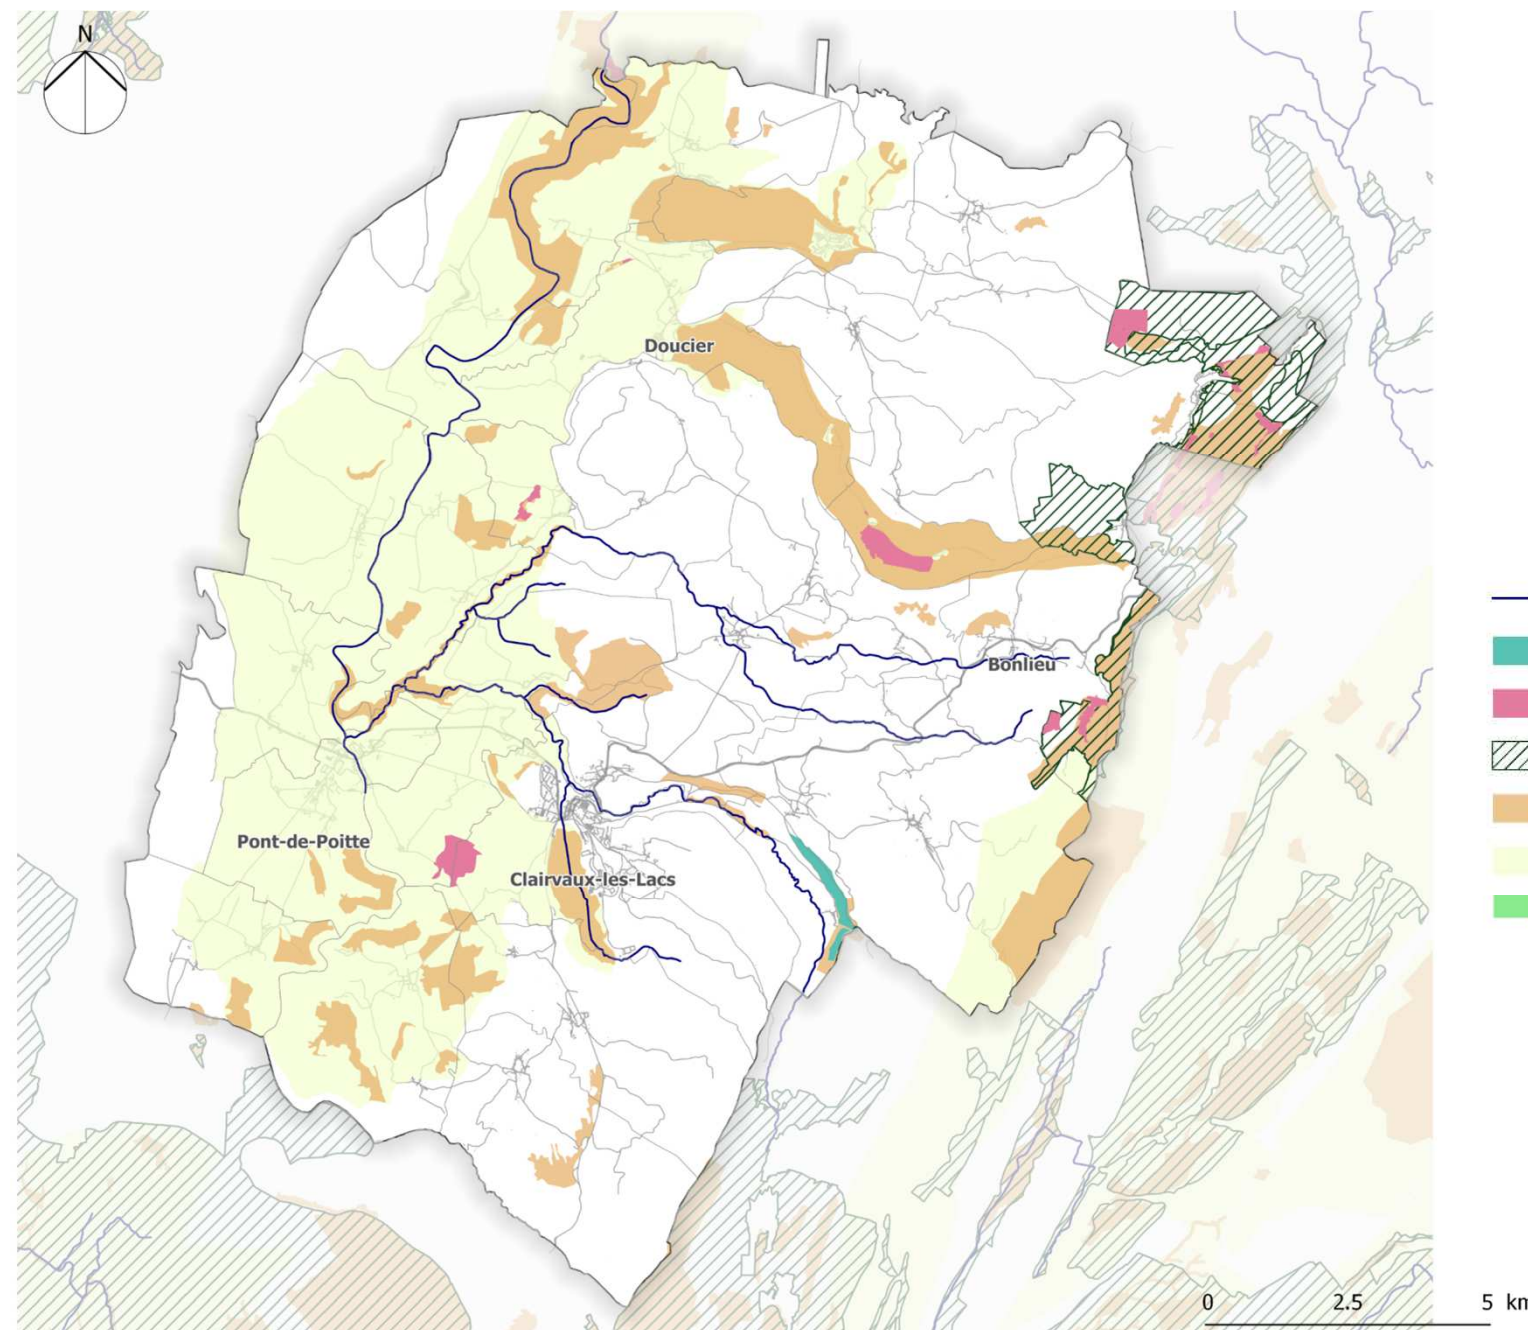 N
Doucier
Bonlieu
Pont-de-Poitte
Clairvaux-les-Lacs
0 2.5 5 km